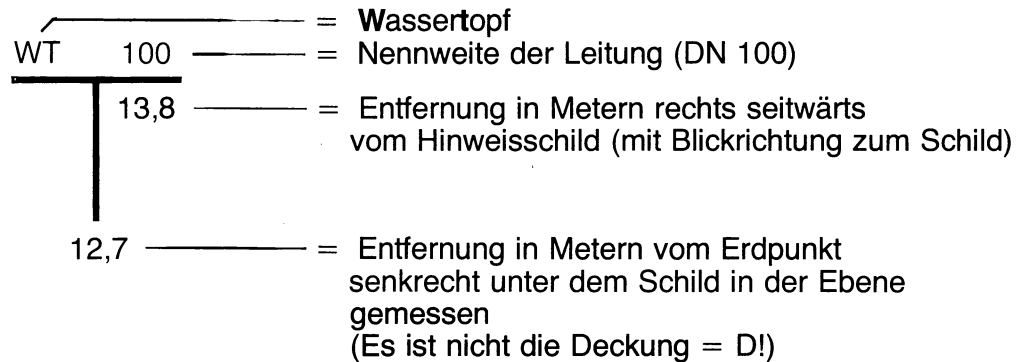 = Wassertopf
WT 100 = Nennweite der Leitung (DN 100)
13,8 = Entfernung in Metern rechts seitwärts
vom Hinweisschild (mit Blickrichtung zum Schild)
12,7 = Entfernung in Metern vom Erdpunkt
senkrecht unter dem Schild in der Ebene
gemessen
(Es ist nicht die Deckung = D!)